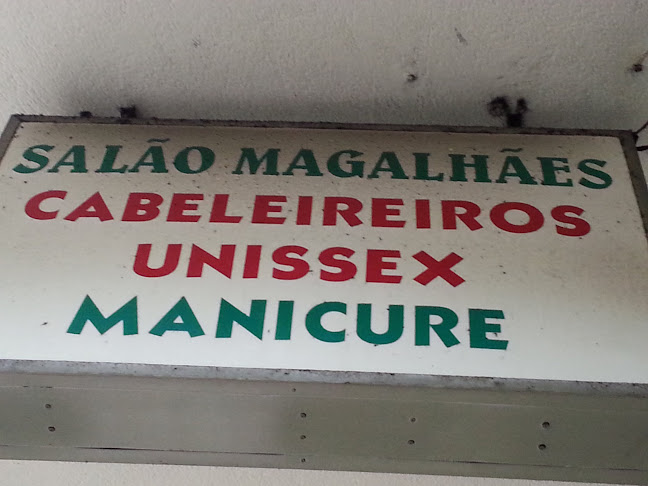 SALÃO MAGALHÃES
CABELEIREIROS
UNISSEX
MANICURE